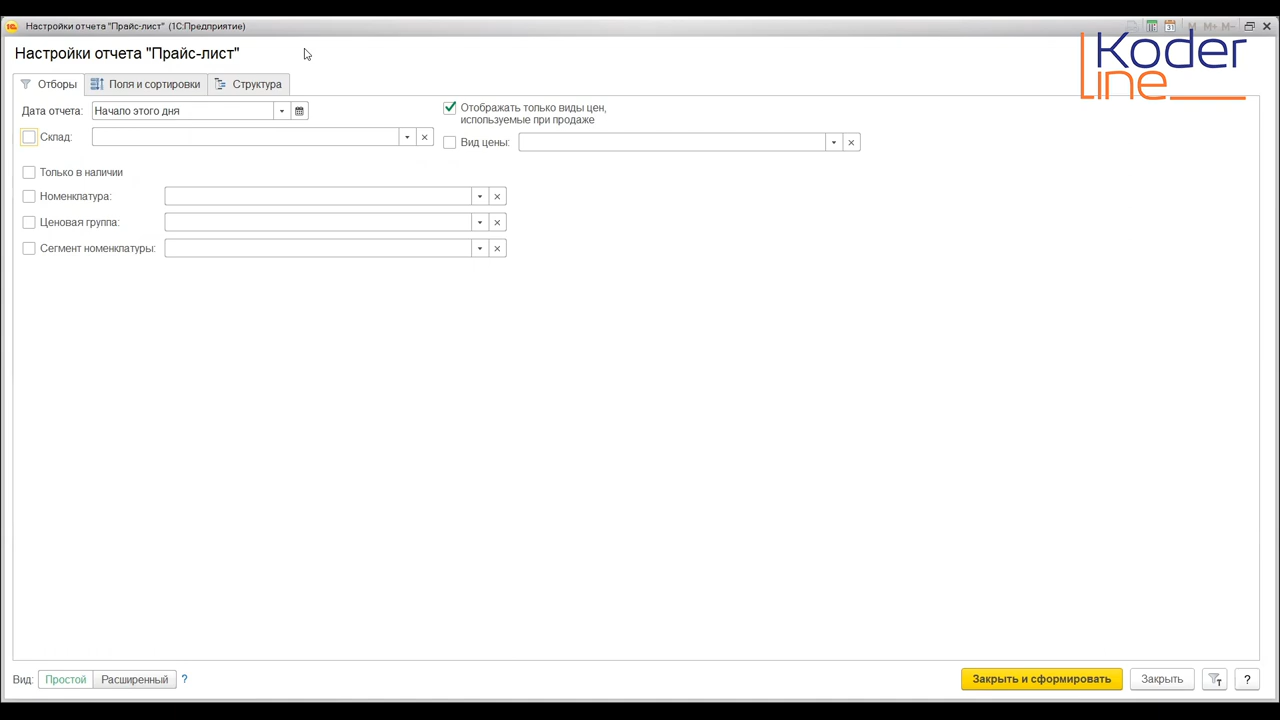 Настройки отчета "Прайс-лист" (1С:Предприятие)
M M+ M-
Настройки отчета "Прайс-лист"
Koder
line
Отборы Поля и сортировки Структура
Дата отчета: Начало этого дня
Отображать только виды цен,
используемые при продаже
Склад:
Вид цены:
Только в наличии
Номенклатура:
Ценовая группа:
Сегмент номенклатуры:
Вид: Простой Расширенный ?
Закрыть и сформировать Закрыть ?